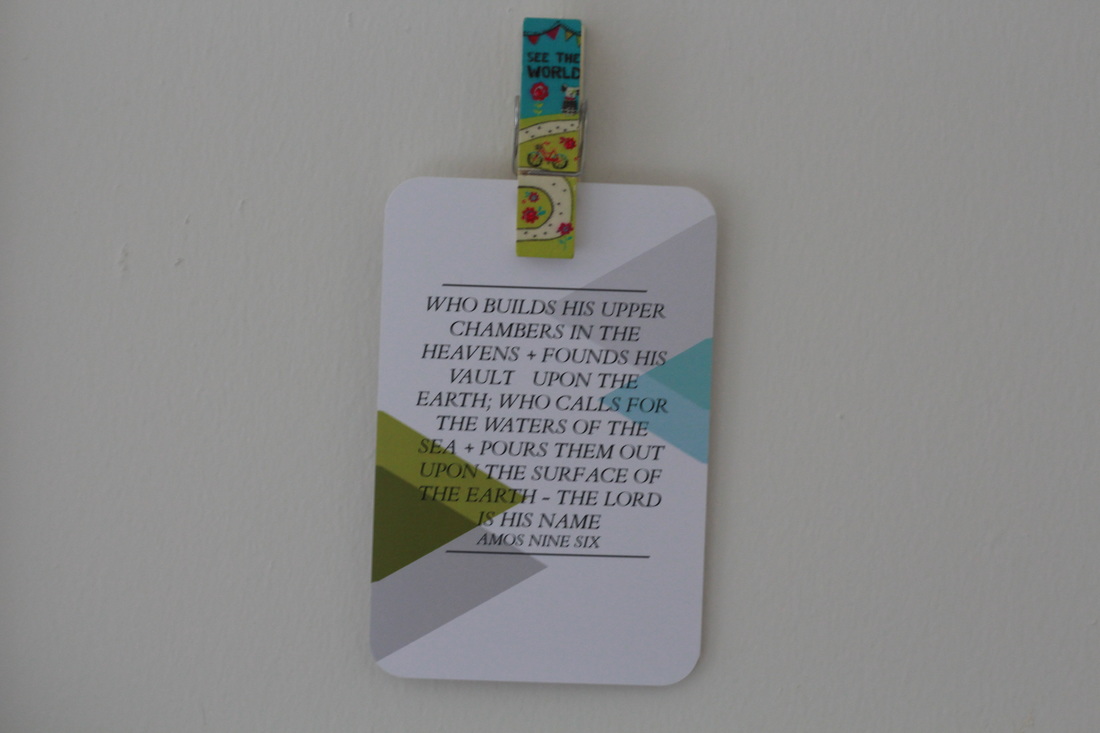 SEE THE
WORLD
WHO BUILDS HIS UPPER
CHAMBERS IN THE
HEAVENS + FOUNDS HIS
VAULT UPON THE
EARTH; WHO CALLS FOR
THE WATERS OF THE
SEA + POURS THEM OUT
UPON THE SURFACE OF
THE EARTH - THE LORD
IS HIS NAME
AMOS NINE SIX